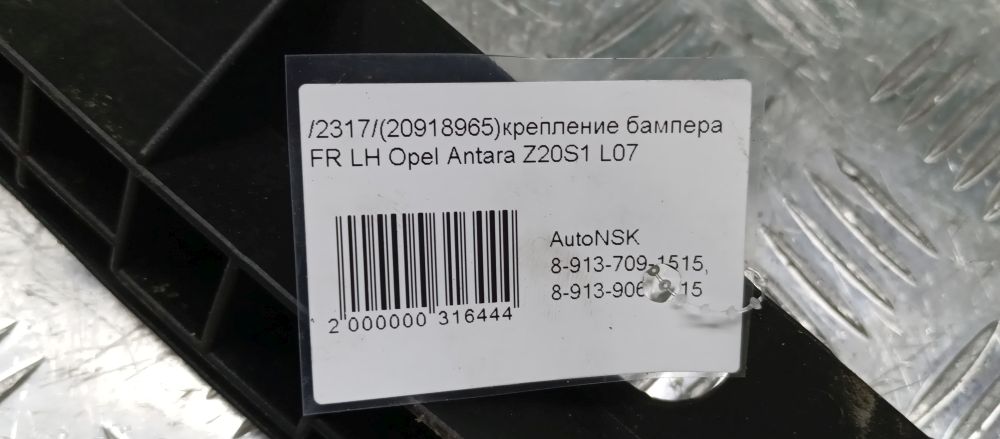 /2317/(20918965)крепление бампера
FR LH Opel Antara Z20S1 L07
AutoNSK
8-913-709-1515,
2 000000 316444